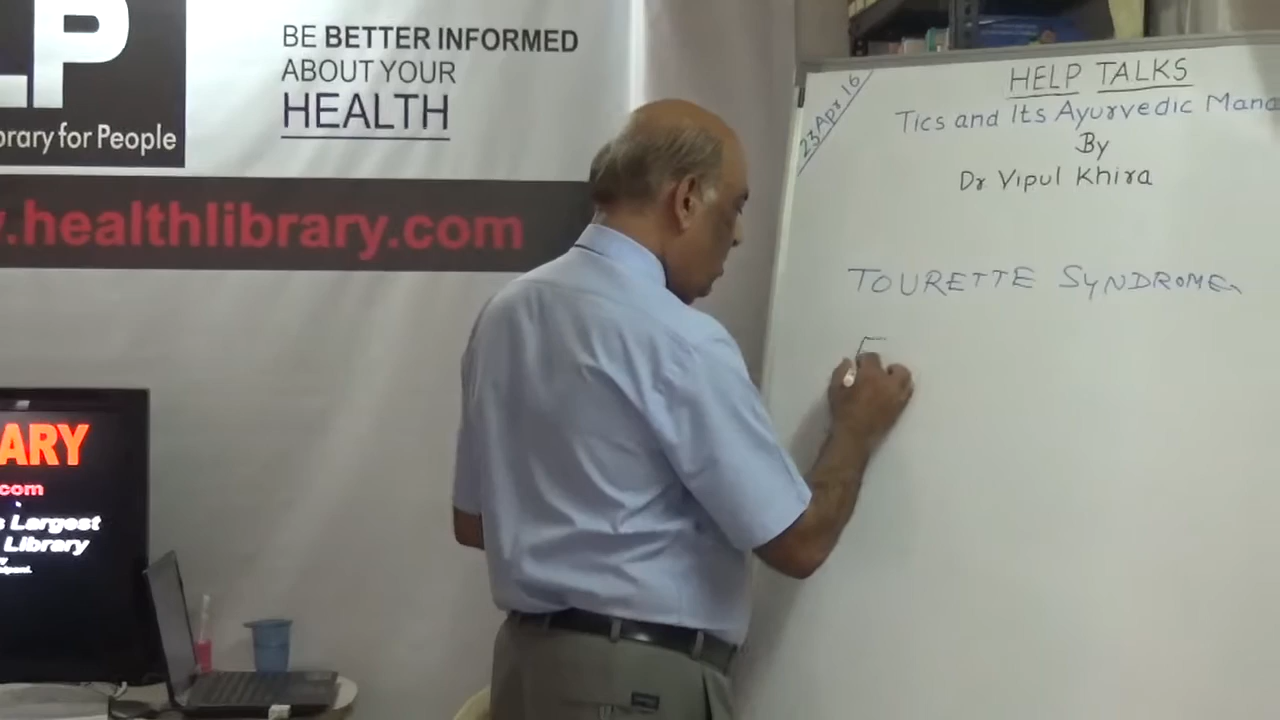 LP
brary for People
BE BETTER INFORMED
ABOUT YOUR
HEALTH
.healthlibrary.com
ARY
com
s Largest
Library
23 Apr 16
HELP TALKS
Tics and Its Ayurvedic Mana
By
Dr Vipul Khira
TOURETTE SYNDROME